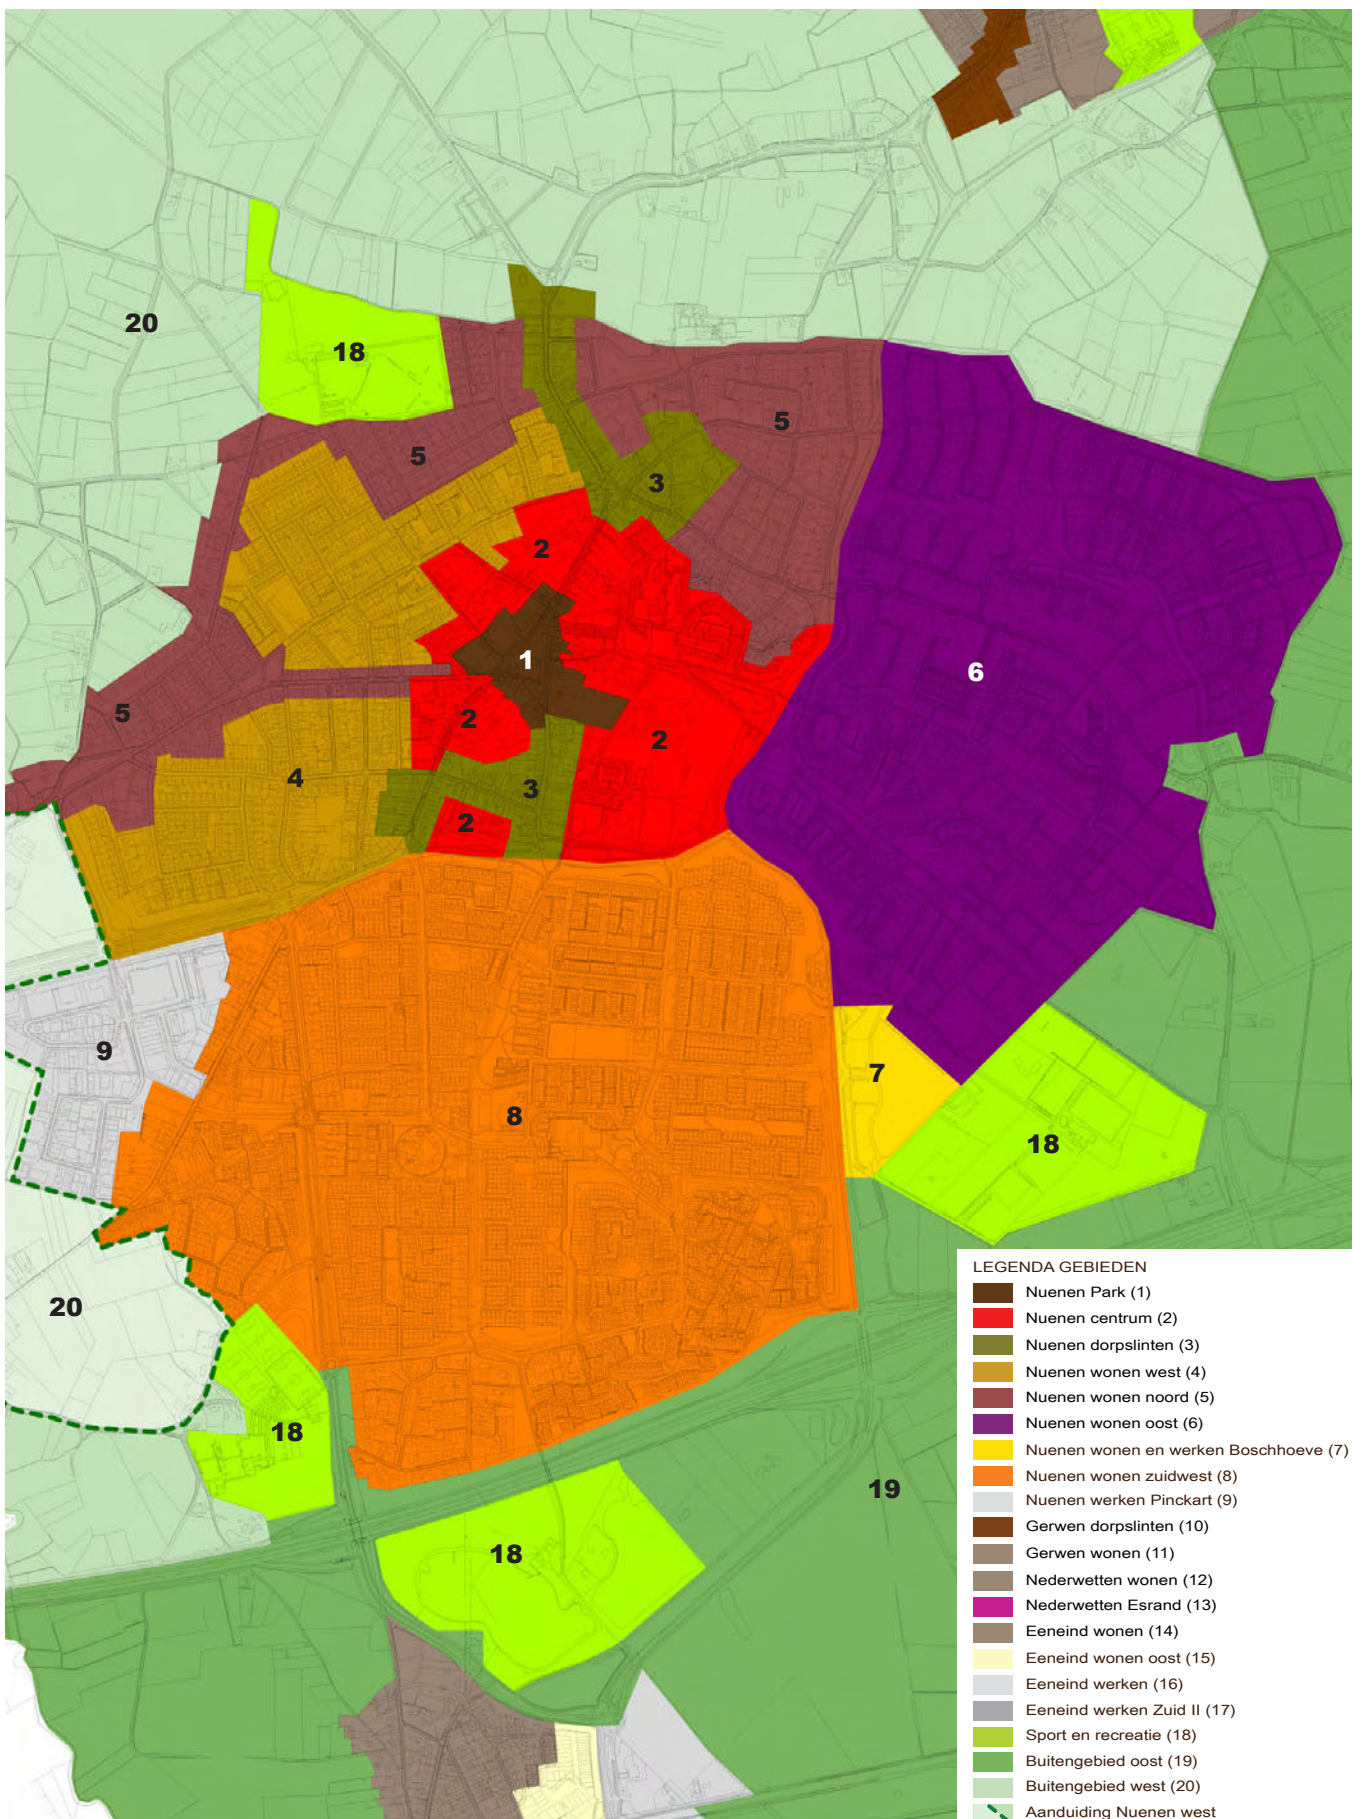 20
18
5
5
3
2
1
6
5
2
2
4
3
2
9
7
8
18
20
18
19
18
LEGENDA GEBIEDEN
Nuenen Park (1)
Nuenen centrum (2)
Nuenen dorpslinten (3)
Nuenen wonen west (4)
Nuenen wonen noord (5)
Nuenen wonen oost (6)
Nuenen wonen en werken Boschhoeve (7)
Nuenen wonen zuidwest (8)
Nuenen werken Pinckart (9)
Gerwen dorpslinten (10)
Gerwen wonen (11)
Nederwetten wonen (12)
Nederwetten Esrand (13)
Eeneind wonen (14)
Eeneind wonen oost (15)
Eeneind werken (16)
Eeneind werken Zuid II (17)
Sport en recreatie (18)
Buitengebied oost (19)
Buitengebied west (20)
Aanduiding Nuenen west